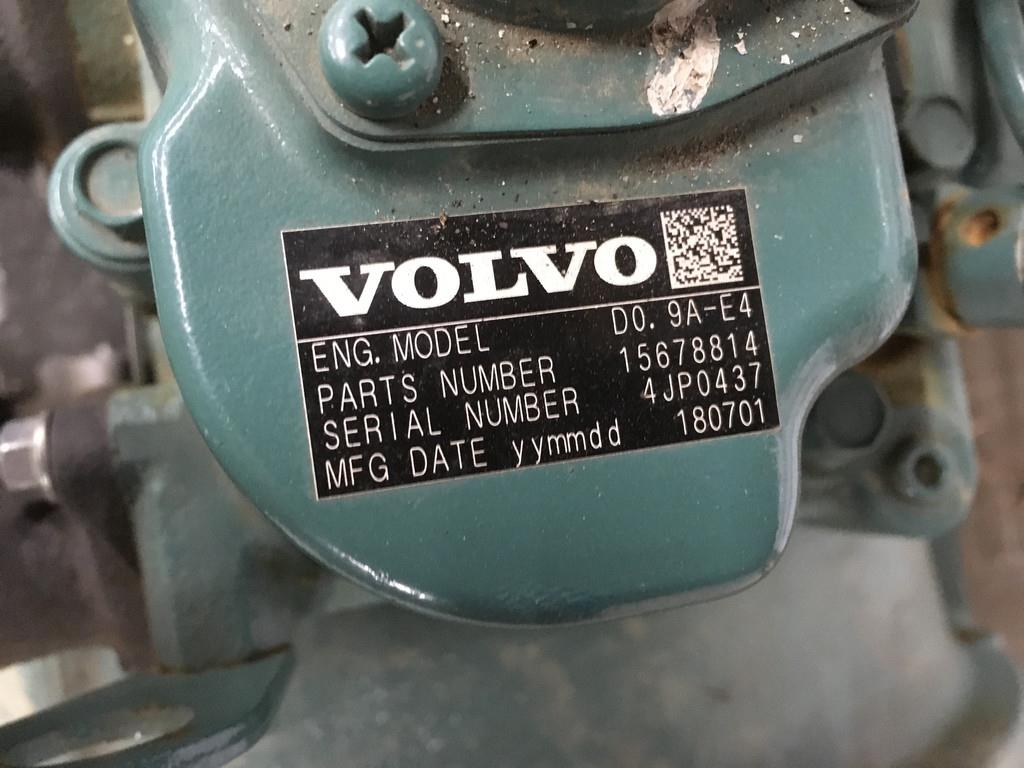 VOLVO
ENG. MODEL D0. 9A-E4
PARTS NUMBER 15678814
SERIAL NUMBER 4JP0437
MFG DATE yymmdd 180701